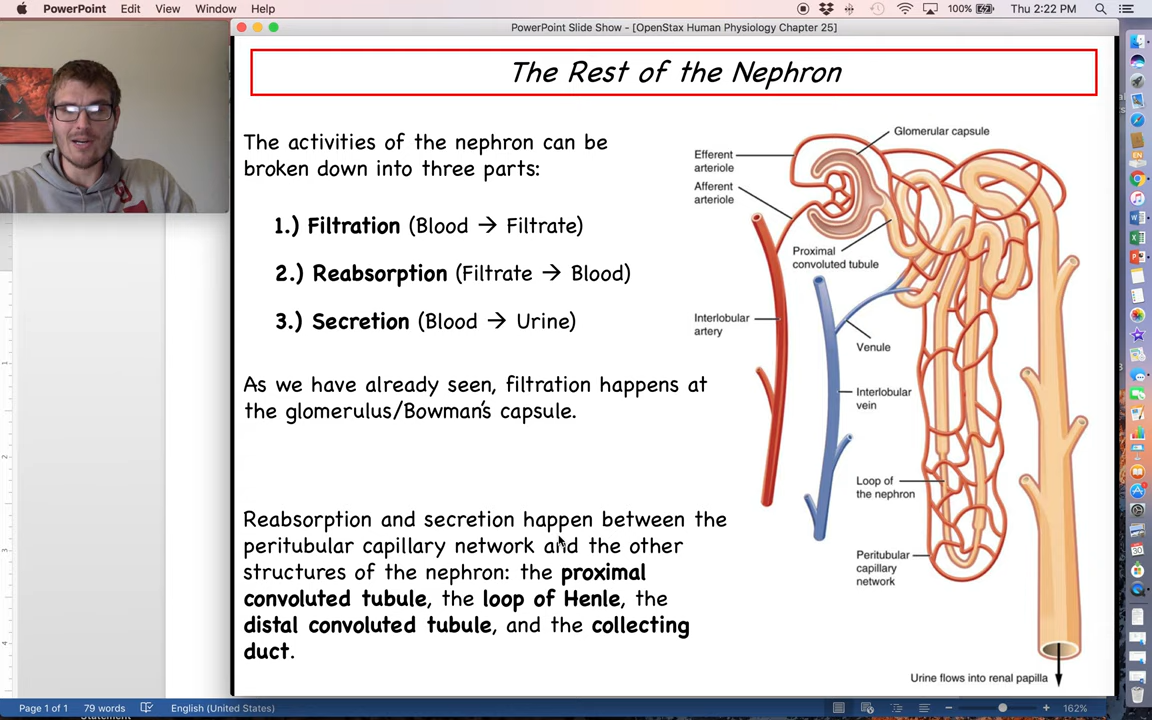 PowerPoint Edit View Window Help 100% Thu 2:22 PM
PowerPoint Slide Show - [OpenStax Human Physiology Chapter 25]
The Rest of the Nephron
The activities of the nephron can be
broken down into three parts:
1.) Filtration (Blood → Filtrate)
2.) Reabsorption (Filtrate → Blood)
3.) Secretion (Blood → Urine)
As we have already seen, filtration happens at
the glomerulus/Bowman's capsule.
Reabsorption and secretion happen between the
peritubular capillary network and the other
structures of the nephron: the proximal
convoluted tubule, the loop of Henle, the
distal convoluted tubule, and the collecting
duct.
Glomerular capsule
Efferent
arteriole
Afferent
arteriole
Proximal
convoluted tubule
Interlobular
artery
Venule
Interlobular
vein
Loop of
the nephron
Peritubular
capillary
network
Urine flows into renal papilla
Page 1 of 1 79 words English (United States) 162%